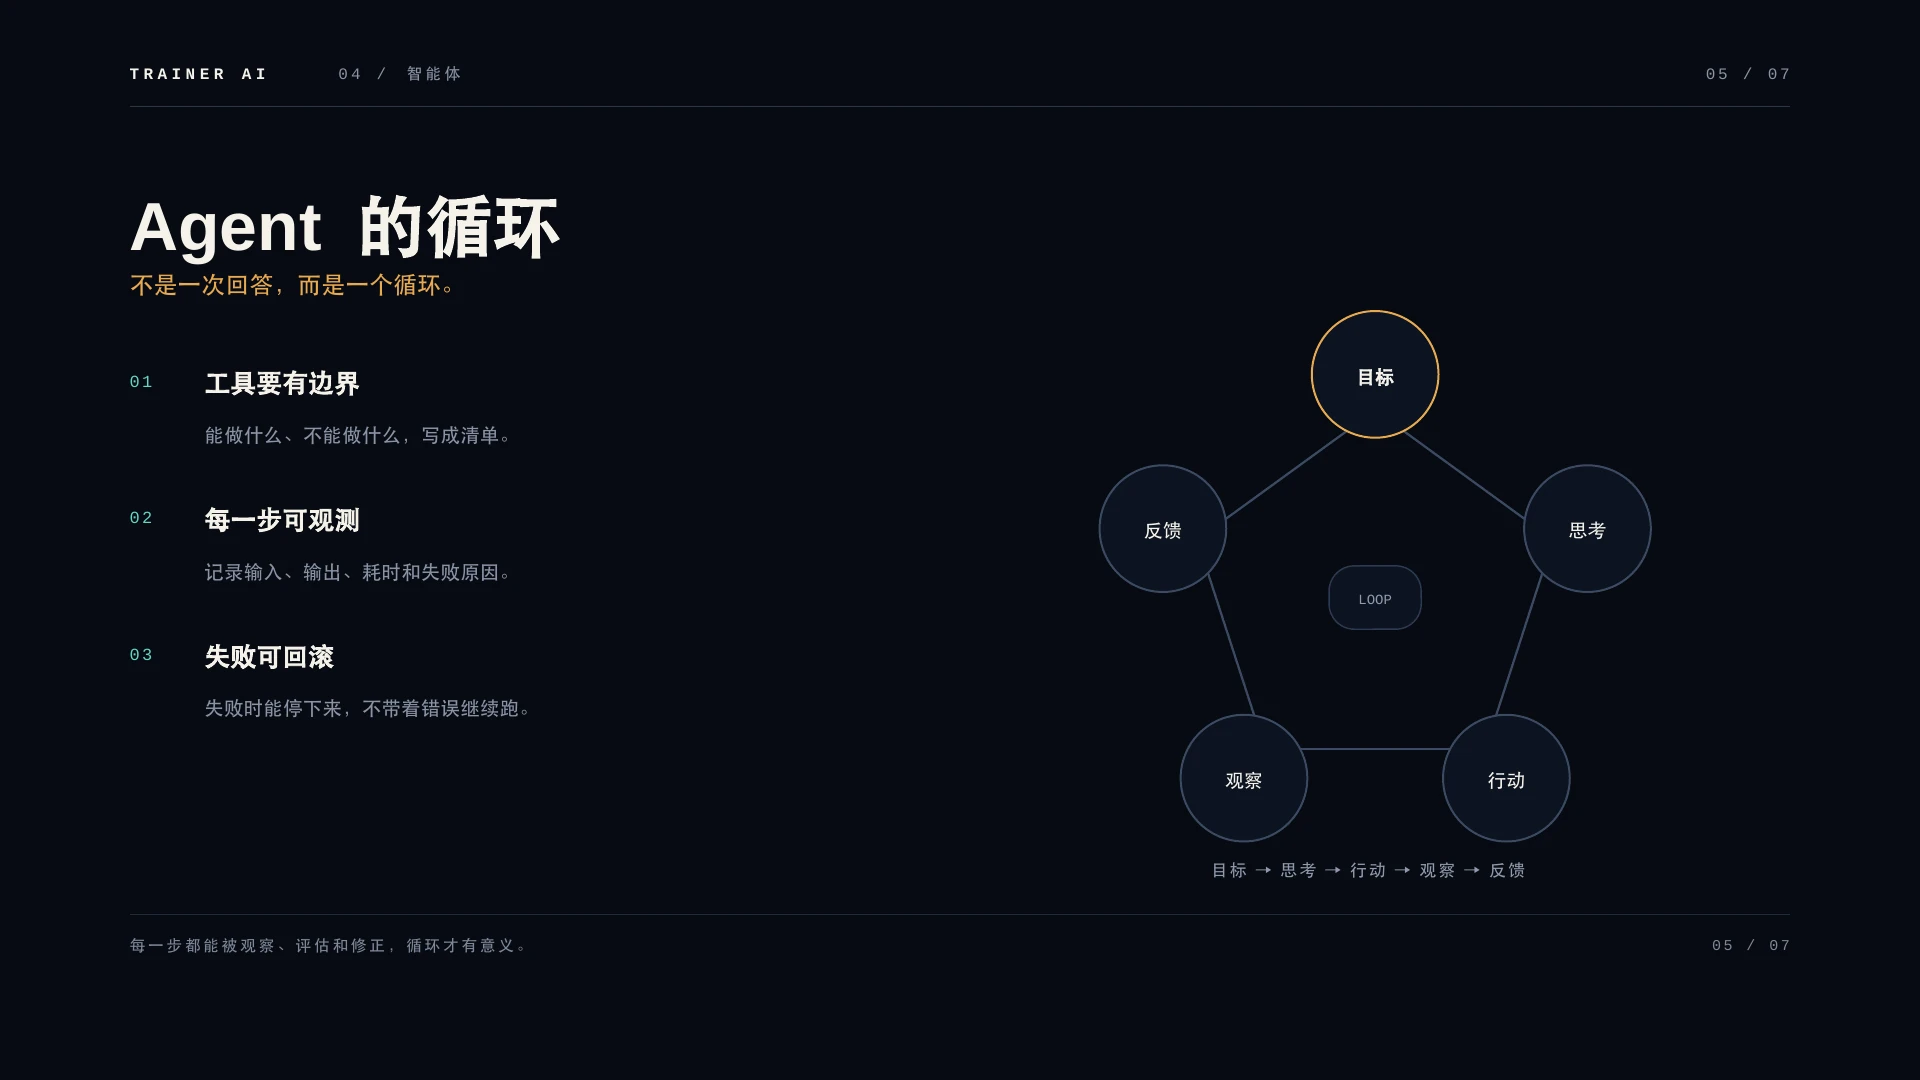 TRAINER AI
04 / 智能体
05 / 07
Agent 的循环
不是一次回答，而是一个循环。
01
工具要有边界
能做什么、不能做什么，写成清单。
02
每一步可观测
记录输入、输出、耗时和失败原因。
03
失败可回滚
失败时能停下来，不带着错误继续跑。
目标
反馈
思考
LOOP
观察
行动
目标 → 思考 → 行动 → 观察 → 反馈
每一步都能被观察、评估和修正，循环才有意义。
05 / 07